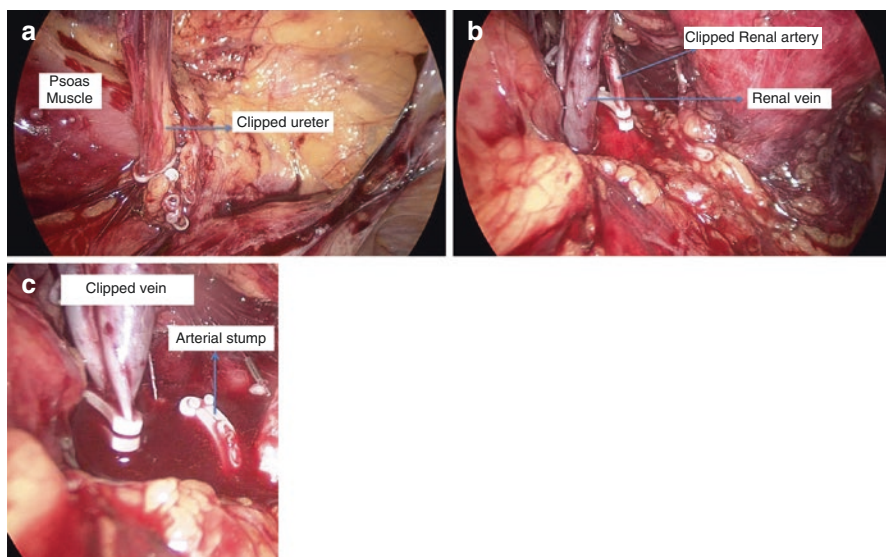 a
Psoas
Muscle
Clipped ureter
b
Clipped Renal artery
Renal vein
c
Clipped vein
Arterial stump